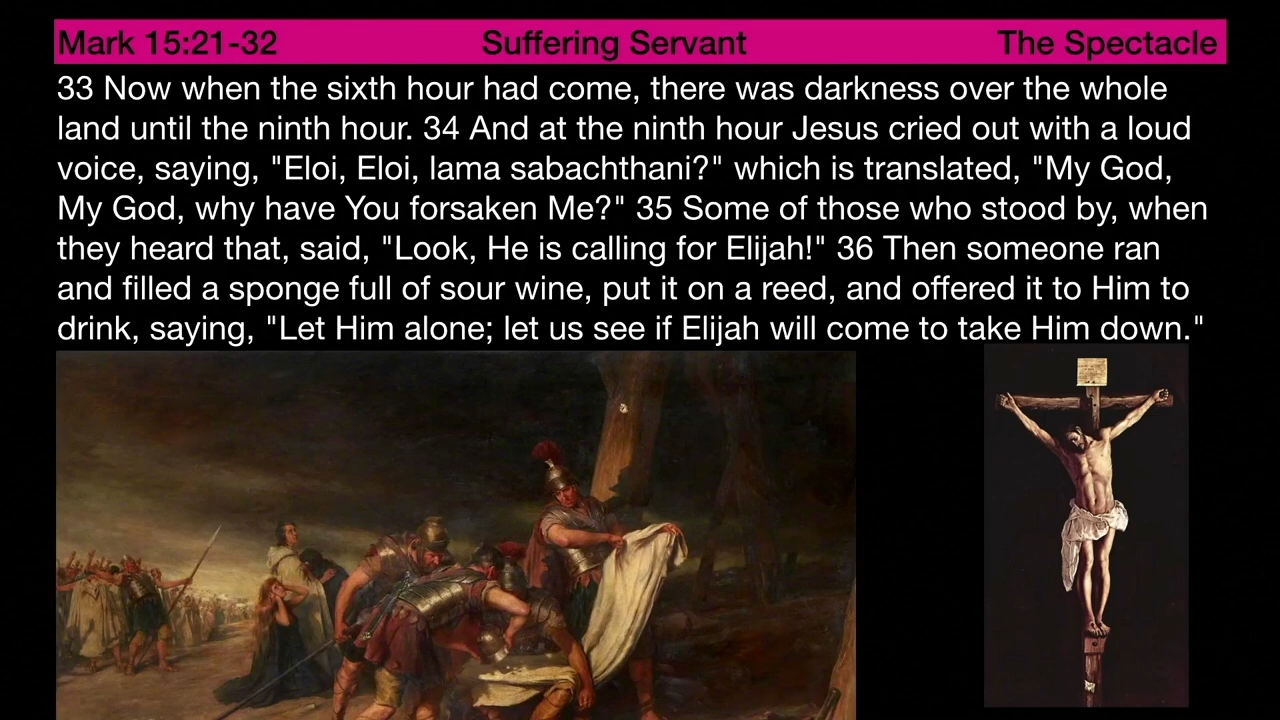 Mark 15:21-32 Suffering Servant The Spectacle
33 Now when the sixth hour had come, there was darkness over the whole
land until the ninth hour. 34 And at the ninth hour Jesus cried out with a loud
voice, saying, "Eloi, Eloi, lama sabachthani?" which is translated, "My God,
My God, why have You forsaken Me?" 35 Some of those who stood by, when
they heard that, said, "Look, He is calling for Elijah!" 36 Then someone ran
and filled a sponge full of sour wine, put it on a reed, and offered it to Him to
drink, saying, "Let Him alone; let us see if Elijah will come to take Him down."